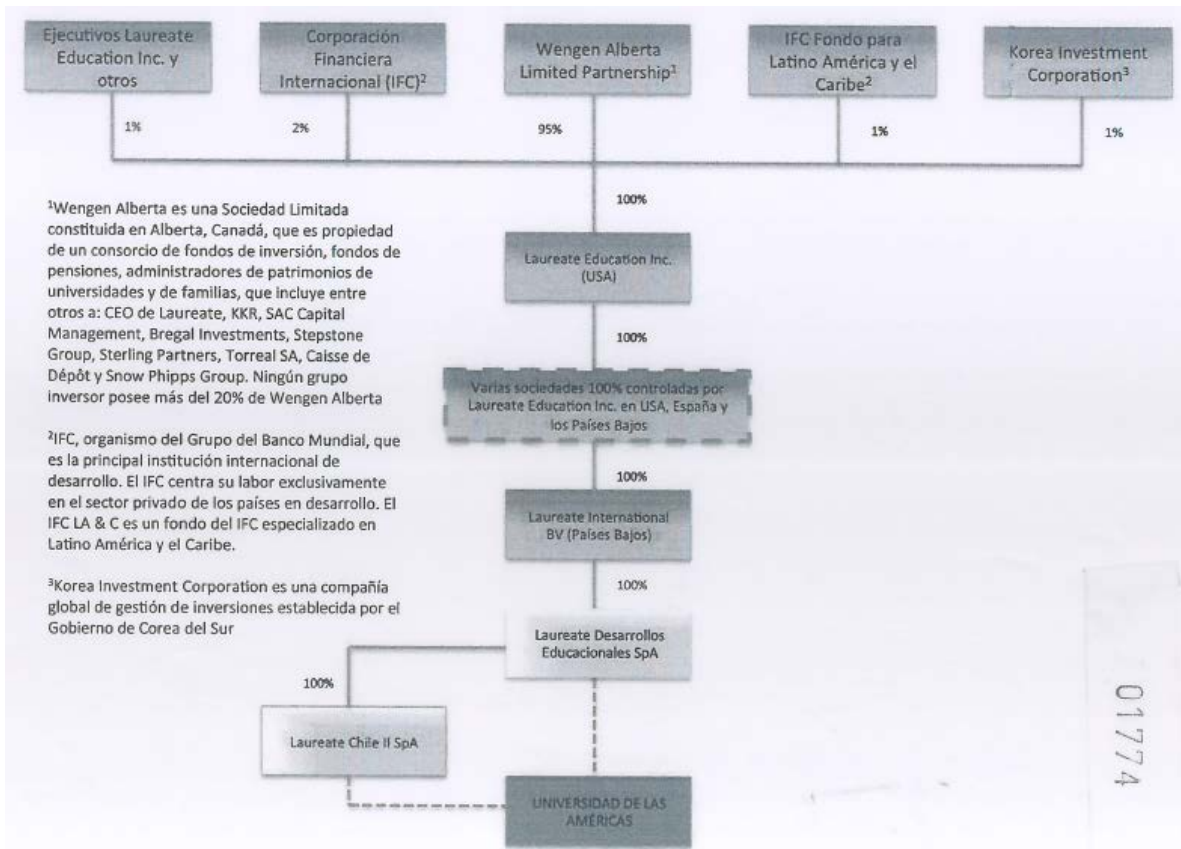 Ejecutivos Laureate
Education Inc. y
otros
Corporación
Financiera
Internacional (IFC)²
Wengen Alberta
Limited Partnership¹
IFC Fondo para
Latino América y el
Caribe²
Korea Investment
Corporation³
1%
2%
95%
1%
1%
100%
Laureate Education Inc.
(USA)
100%
Varias sociedades 100% controladas por
Laureate Education Inc. en USA, España y
los Países Bajos
100%
Laureate International
BV (Países Bajos)
100%
Laureate Desarrollos
Educacionales SpA
100%
Laureate Chile II SpA
UNIVERSIDAD DE LAS
AMÉRICAS
¹Wengen Alberta es una Sociedad Limitada
constituida en Alberta, Canadá, que es propiedad
de un consorcio de fondos de inversión, fondos de
pensiones, administradores de patrimonios de
universidades y de familias, que incluye entre
otros a: CEO de Laureate, KKR, SAC Capital
Management, Bregal Investments, Stepstone
Group, Sterling Partners, Torreal SA, Caisse de
Dépôt y Snow Phipps Group. Ningún grupo
inversor posee más del 20% de Wengen Alberta
²IFC, organismo del Grupo del Banco Mundial, que
es la principal institución internacional de
desarrollo. El IFC centra su labor exclusivamente
en el sector privado de los países en desarrollo. El
IFC LA & C es un fondo del IFC especializado en
Latino América y el Caribe.
³Korea Investment Corporation es una compañía
global de gestión de inversiones establecida por el
Gobierno de Corea del Sur
01774